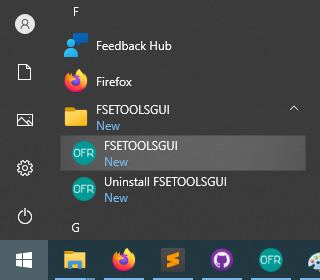 F
Feedback Hub
Firefox
FSETOOLSGUI
New
OFR
FSETOOLSGUI
New
OFR
Uninstall FSETOOLSGUI
New
G
OFR